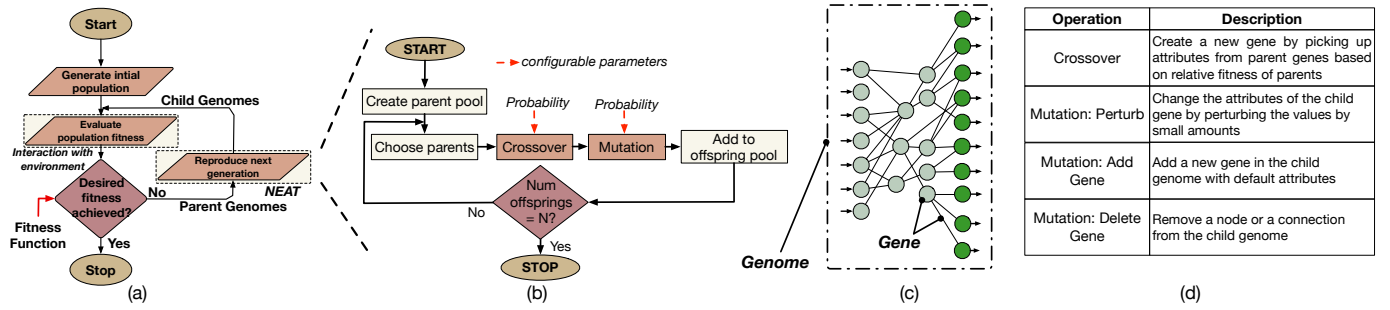 Start
Generate intial
population
Child Genomes
Evaluate
population fitness
Interaction with
environment
Reproduce next
generation
NEAT
Desired
fitness
achieved?
No
Parent Genomes
Fitness
Function
Yes
Stop
(a)
START
configurable parameters
Create parent pool
Probability
Probability
Choose parents
Crossover
Mutation
Add to
offspring pool
Num
offsprings
= N?
No
Yes
STOP
(b)
Gene
Genome
(c)
Operation
Description
Crossover
Create a new gene by picking up
attributes from parent genes based
on relative fitness of parents
Mutation: Perturb
Change the attributes of the child
gene by perturbing the values by
small amounts
Mutation: Add
Gene
Add a new gene in the child
genome with default attributes
Mutation: Delete
Gene
Remove a node or a connection
from the child genome
(d)